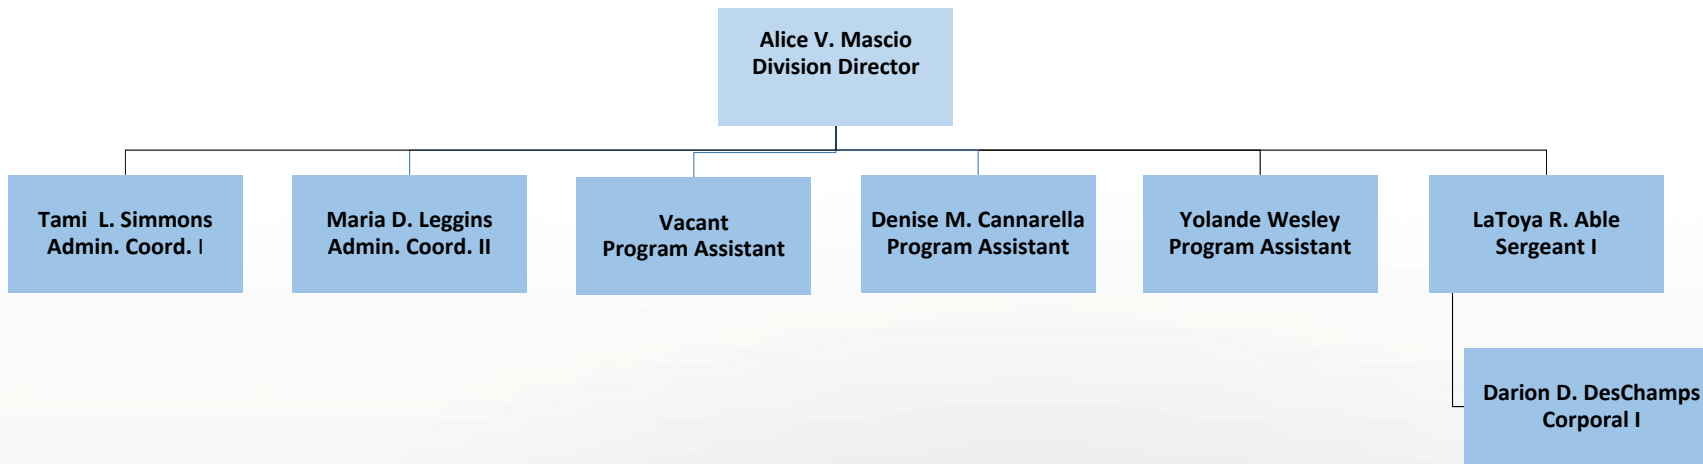 Alice V. Mascio
Division Director
Tami L. Simmons
Admin. Coord. I
Maria D. Leggins
Admin. Coord. II
Vacant
Program Assistant
Denise M. Cannarella
Program Assistant
Yolande Wesley
Program Assistant
LaToya R. Able
Sergeant I
Darion D. DesChamps
Corporal I